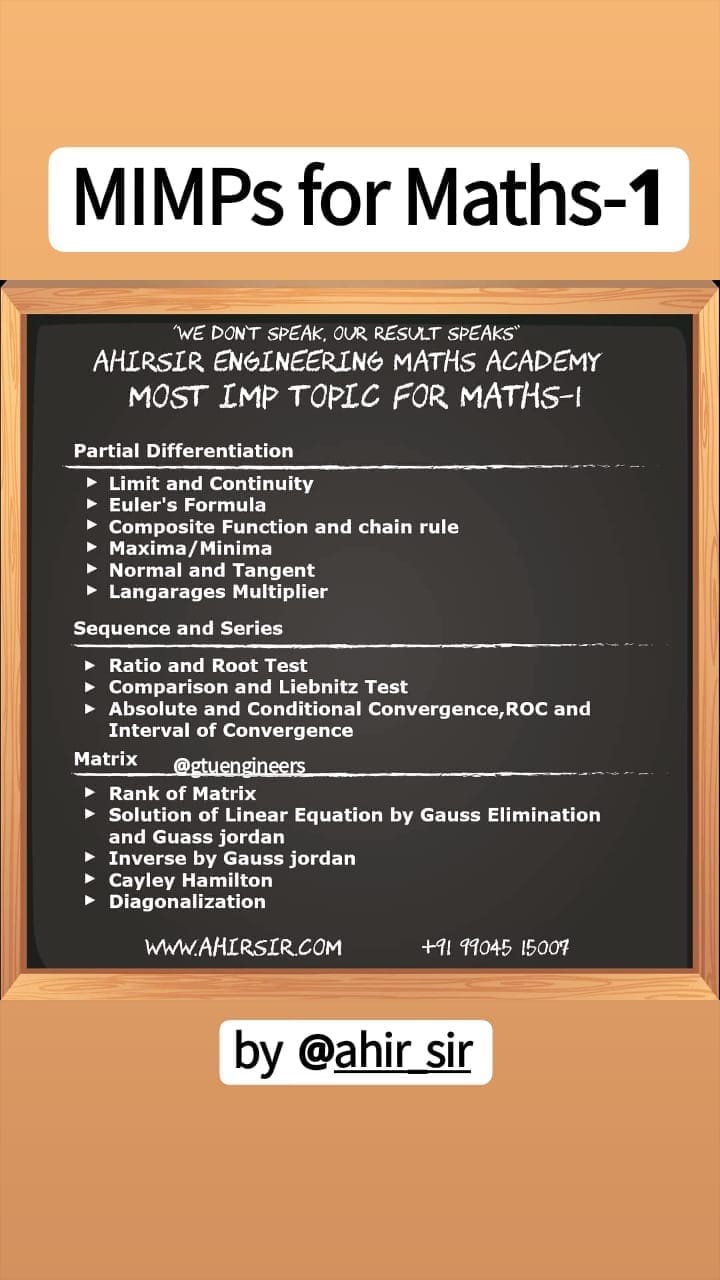 MIMPs for Maths-1
"WE DON'T SPEAK, OUR RESULT SPEAKS"
AHIRSIR ENGINEERING MATHS ACADEMY
MOST IMP TOPIC FOR MATHS-1
Partial Differentiation
► Limit and Continuity
► Euler's Formula
► Composite Function and chain rule
► Maxima/Minima
► Normal and Tangent
► Langarages Multiplier
Sequence and Series
► Ratio and Root Test
► Comparison and Liebnitz Test
► Absolute and Conditional Convergence,ROC and
Interval of Convergence
Matrix @gtuengineers
► Rank of Matrix
► Solution of Linear Equation by Gauss Elimination
and Guass jordan
► Inverse by Gauss jordan
► Cayley Hamilton
► Diagonalization
WWW.AHIRSIR.COM +91 99045 15007
by @ahir_sir